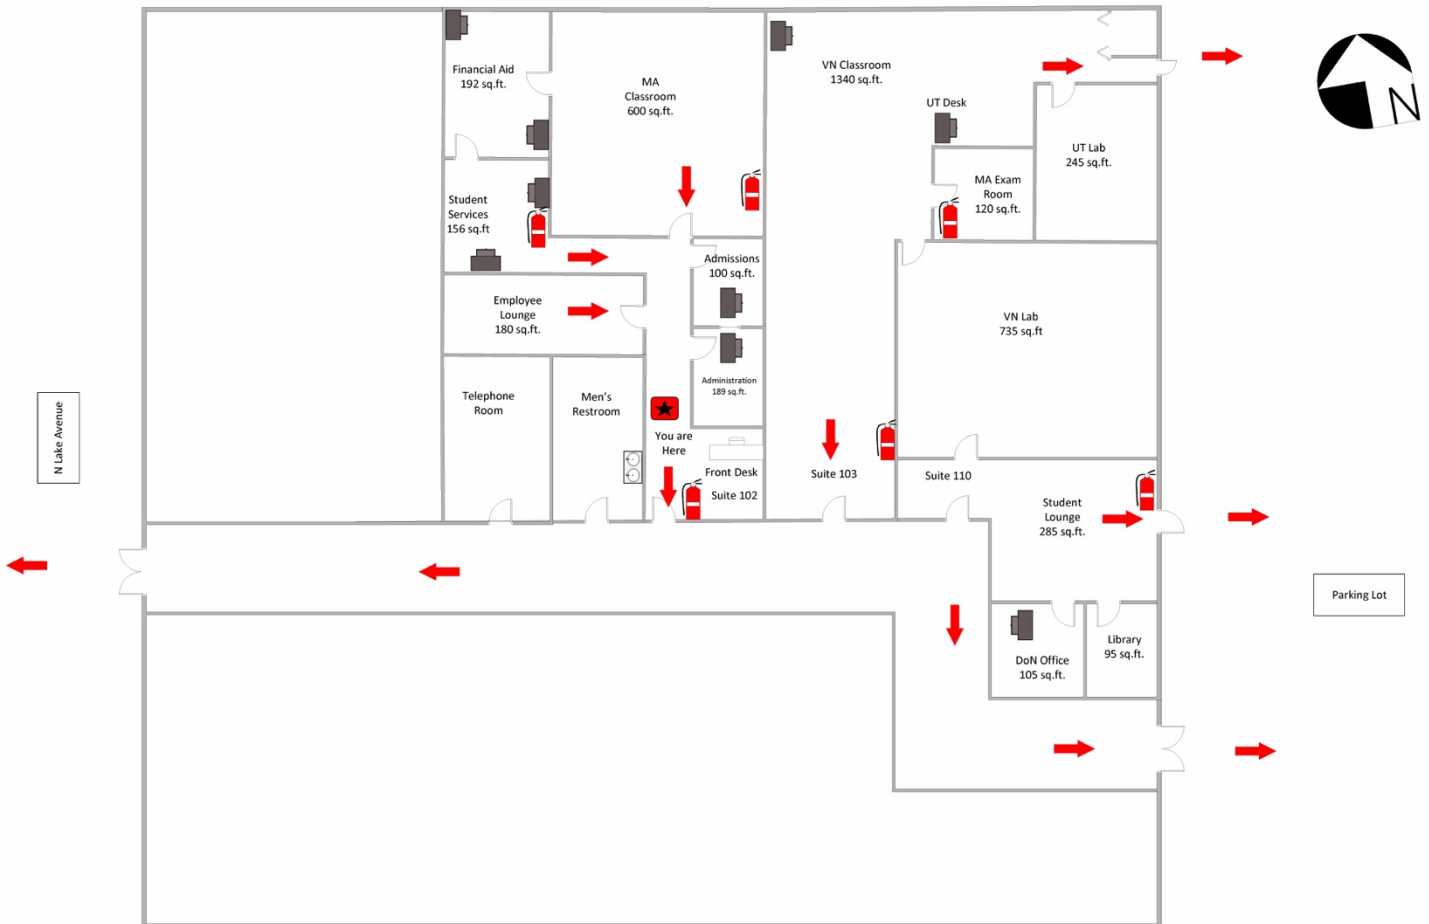 Financial Aid
192 sq.ft.
MA
Classroom
600 sq.ft.
VN Classroom
1340 sq.ft.
UT Desk
N
UT Lab
245 sq.ft.
MA Exam
Room
120 sq.ft.
Student
Services
156 sq.ft
Admissions
100 sq.ft.
Employee
Lounge
180 sq.ft.
VN Lab
735 sq.ft
Administration
189 sq.ft.
Telephone
Room
Men's
Restroom
N Lake Avenue
You are
Here
Front Desk
Suite 102
Suite 103
Suite 110
Student
Lounge
285 sq.ft.
Parking Lot
DoN Office
105 sq.ft.
Library
95 sq.ft.